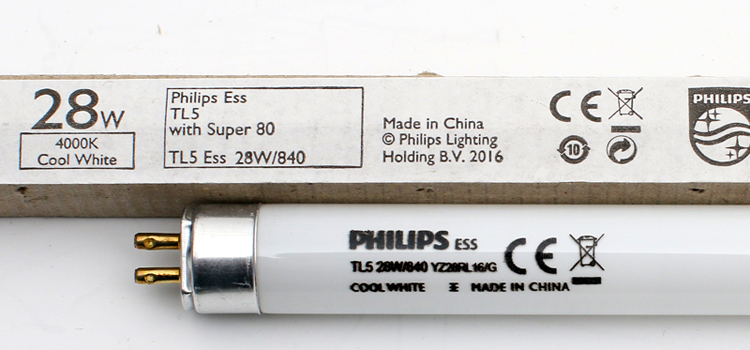 28W
4000K
Cool White
Philips Ess
TL5
with Super 80
TL5 Ess 28W/840
Made in China
© Philips Lighting
Holding B.V. 2016
CE
10
PHILIPS
PHILIPS ESS
TL5 28W/840 YZ28RL16/G
COOL WHITE MADE IN CHINA
CE